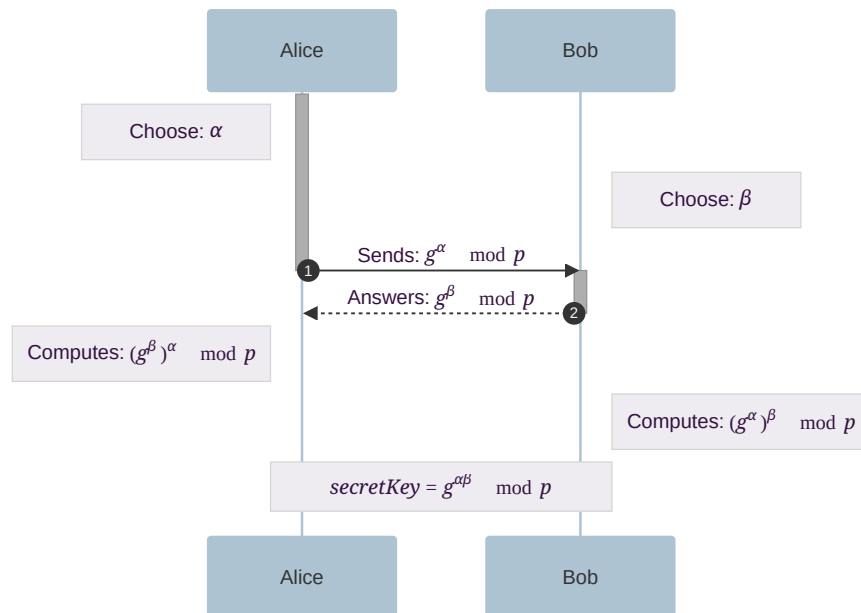 Alice
Bob
Choose: α
Choose: β
Sends: g^α mod p
1
Answers: g^β mod p
2
Computes: (g^β)^α mod p
Computes: (g^α)^β mod p
secretKey = g^αβ mod p
Alice
Bob